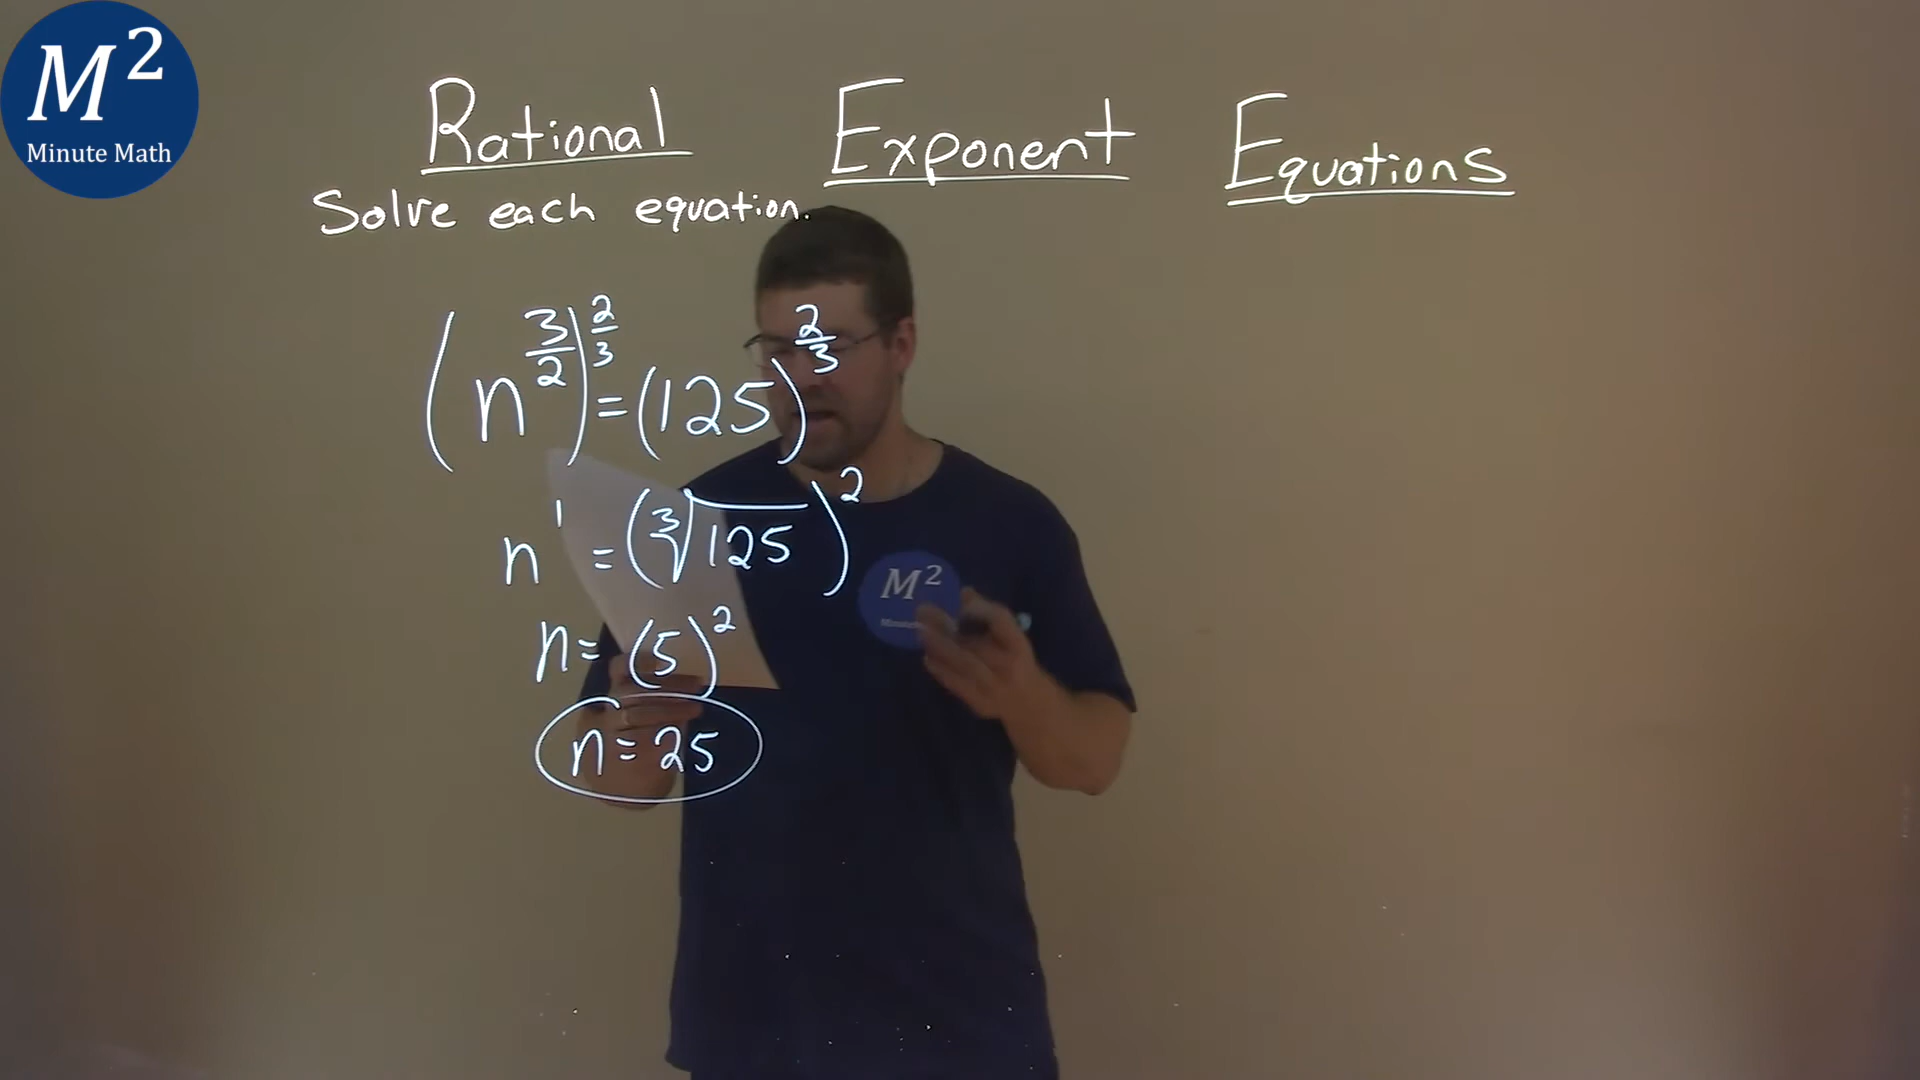 M²
Minute Math
Rational Exponent Equations
Solve each equation.
(n^(3/2))^(2/3) = (125)^(2/3)
n^1 = (∛125)²
n = (5)²
n = 25
M²